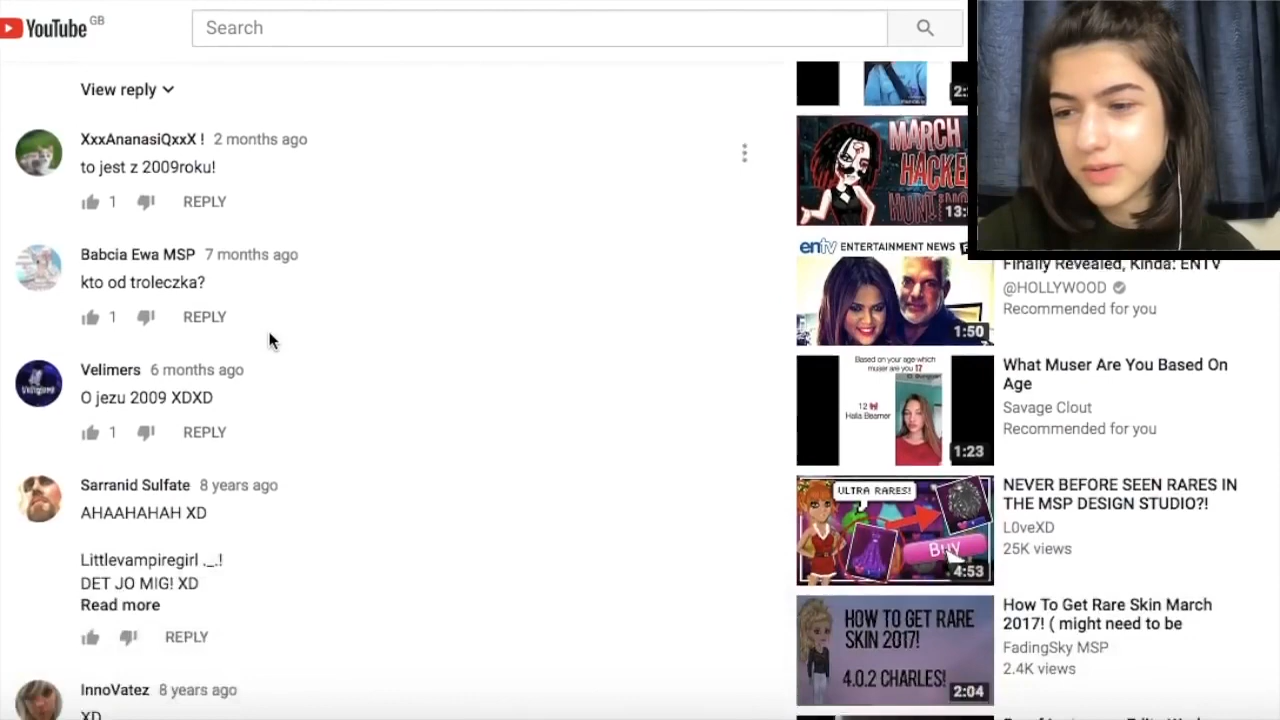 YouTube GB
Search
View reply
XxxAnanasiQxxX ! 2 months ago
to jest z 2009roku!
1 REPLY
Babcia Ewa MSP 7 months ago
kto od troleczka?
1 REPLY
Velimers 6 months ago
O jezu 2009 XDXD
1 REPLY
Sarranid Sulfate 8 years ago
AHAAHAHAH XD
Littlevampiregirl ._.!
DET JO MIG! XD
Read more
REPLY
InnoVatez 8 years ago
XD
MARCH
13:
entv ENTERTAINMENT NEWS
1:50
Finally Revealed, Kinda: ENTV
@HOLLYWOOD
Recommended for you
Based on your age which
muser are you
12
1:23
What Muser Are You Based On
Age
Savage Clout
Recommended for you
ULTRA RARES!
BUY
4:53
NEVER BEFORE SEEN RARES IN
THE MSP DESIGN STUDIO?!
L0veXD
25K views
HOW TO GET RARE
SKIN 2017!
4.0.2 CHARLES!
2:04
How To Get Rare Skin March
2017! ( might need to be
FadingSky MSP
2.4K views